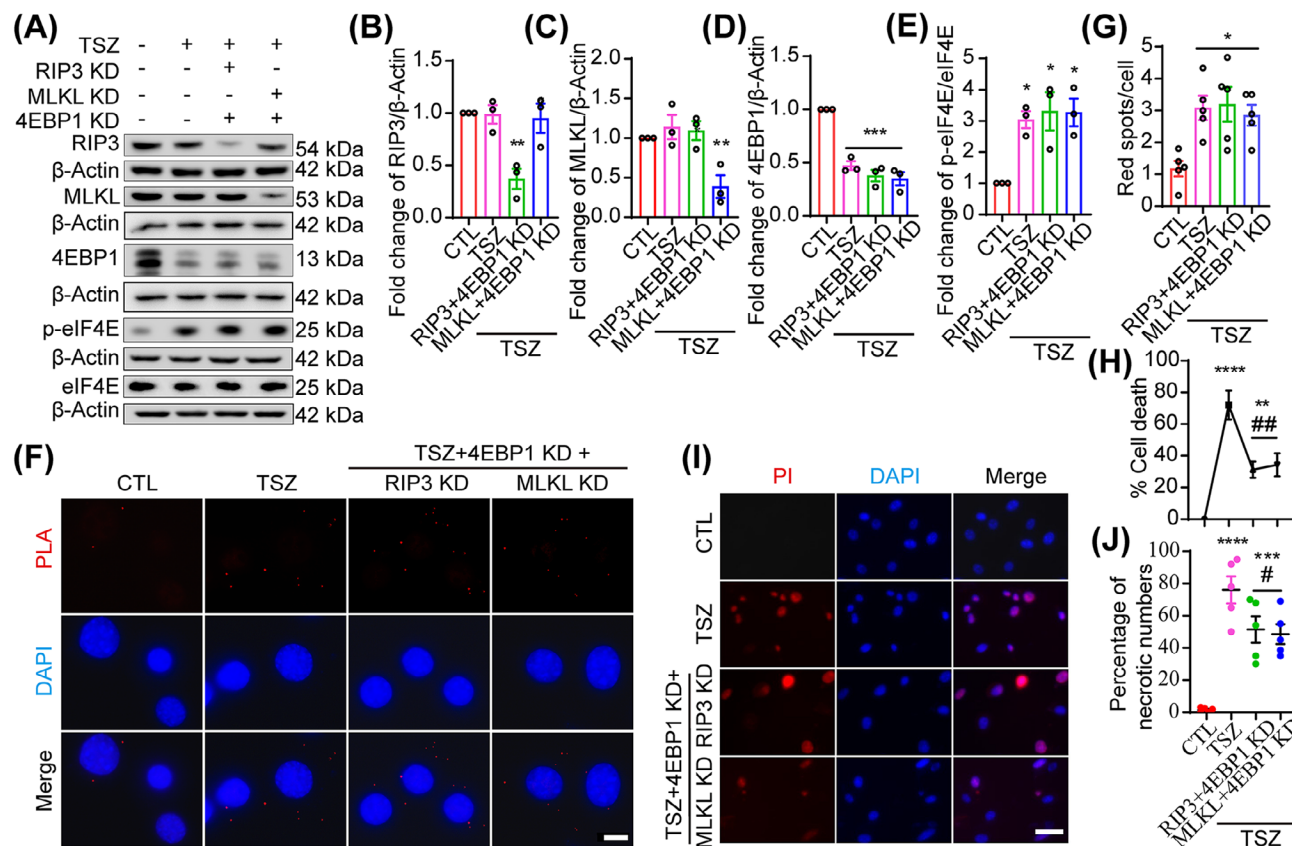 (A)
TSZ - + + +
RIP3 KD - - + -
MLKL KD - - - +
4EBP1 KD - - + +
RIP3 54 kDa
β-Actin 42 kDa
MLKL 53 kDa
β-Actin 42 kDa
4EBP1 13 kDa
β-Actin 42 kDa
p-eIF4E 25 kDa
β-Actin 42 kDa
eIF4E 25 kDa
β-Actin 42 kDa
(B)
Fold change of RIP3/β-Actin
1.5
1.0
0.5
0.0
**
CTL
TSZ
RIP3+4EBP1 KD
MLKL+4EBP1 KD
TSZ
(C)
Fold change of MLKL/β-Actin
2.0
1.5
1.0
0.5
0.0
**
CTL
TSZ
RIP3+4EBP1 KD
MLKL+4EBP1 KD
TSZ
(D)
Fold change of 4EBP1/β-Actin
1.5
1.0
0.5
0.0
***
CTL
TSZ
RIP3+4EBP1 KD
MLKL+4EBP1 KD
TSZ
(E)
Fold change of p-eIF4E/eIF4E
5
4
3
2
1
0
* * *
CTL
TSZ
RIP3+4EBP1 KD
MLKL+4EBP1 KD
TSZ
(G)
Red spots/cell
6
5
4
3
2
1
0
*
CTL
TSZ
RIP3+4EBP1 KD
MLKL+4EBP1 KD
TSZ
(H)
% Cell death
100
80
60
40
20
0
****
**
##
(F)
TSZ+4EBP1 KD +
CTL TSZ RIP3 KD MLKL KD
PLA
DAPI
Merge
(I)
PI DAPI Merge
CTL
TSZ
TSZ+4EBP1 KD+
RIP3 KD
MLKL KD
(J)
Percentage of
necrotic numbers
100
80
60
40
20
0
****
***
#
CTL
TSZ
RIP3+4EBP1 KD
MLKL+4EBP1 KD
TSZ